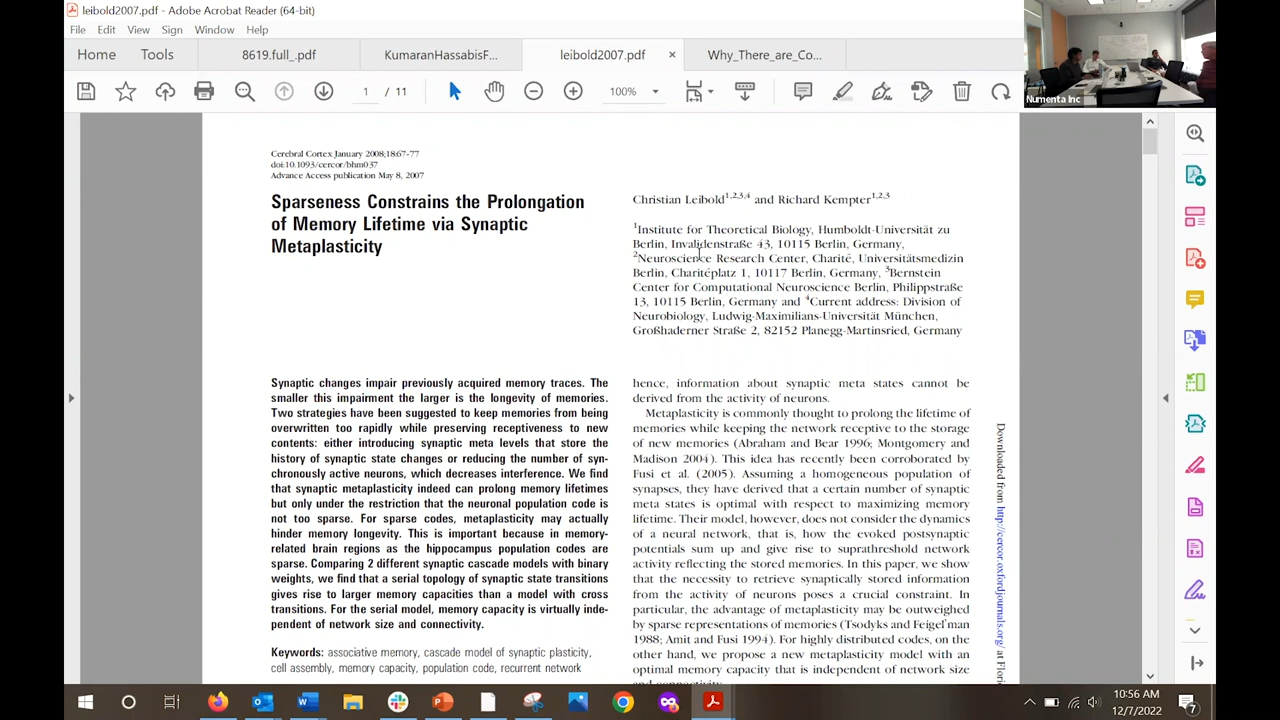 leibold2007.pdf - Adobe Acrobat Reader (64-bit)
File Edit View Sign Window Help
Home Tools 8619.full_.pdf KumaranHassabisF... leibold2007.pdf × Why_There_are_Co...
1 / 11 100%
Numenta Inc
Cerebral Cortex January 2008;18:67-77
doi:10.1093/cercor/bhm037
Advance Access publication May 8, 2007
Sparseness Constrains the Prolongation
of Memory Lifetime via Synaptic
Metaplasticity
Christian Leibold1,2,3,4 and Richard Kempter1,2,3
1Institute for Theoretical Biology, Humboldt-Universität zu
Berlin, Invalidenstraße 43, 10115 Berlin, Germany,
2Neuroscience Research Center, Charité, Universitätsmedizin
Berlin, Charitéplatz 1, 10117 Berlin, Germany, 3Bernstein
Center for Computational Neuroscience Berlin, Philippstraße
13, 10115 Berlin, Germany and 4Current address: Division of
Neurobiology, Ludwig-Maximilians-Universität München,
Großhaderner Straße 2, 82152 Planegg-Martinsried, Germany
Synaptic changes impair previously acquired memory traces. The
smaller this impairment the larger is the longevity of memories.
Two strategies have been suggested to keep memories from being
overwritten too rapidly while preserving receptiveness to new
contents: either introducing synaptic meta levels that store the
history of synaptic state changes or reducing the number of syn-
chronously active neurons, which decreases interference. We find
that synaptic metaplasticity indeed can prolong memory lifetimes
but only under the restriction that the neuronal population code is
not too sparse. For sparse codes, metaplasticity may actually
hinder memory longevity. This is important because in memory-
related brain regions as the hippocampus population codes are
sparse. Comparing 2 different synaptic cascade models with binary
weights, we find that a serial topology of synaptic state transitions
gives rise to larger memory capacities than a model with cross
transitions. For the serial model, memory capacity is virtually inde-
pendent of network size and connectivity.
Keywords: associative memory, cascade model of synaptic plasticity,
cell assembly, memory capacity, population code, recurrent network
hence, information about synaptic meta states cannot be
derived from the activity of neurons.
Metaplasticity is commonly thought to prolong the lifetime of
memories while keeping the network receptive to the storage
of new memories (Abraham and Bear 1996; Montgomery and
Madison 2004). This idea has recently been corroborated by
Fusi et al. (2005). Assuming a homogeneous population of
synapses, they have derived that a certain number of synaptic
meta states is optimal with respect to maximizing memory
lifetime. Their model, however, does not consider the dynamics
of a neural network, that is, how the evoked postsynaptic
potentials sum up and give rise to suprathreshold network
activity reflecting the stored memories. In this paper, we show
that the necessity to retrieve synaptically stored information
from the activity of neurons poses a crucial constraint. In
particular, the advantage of metaplasticity may be outweighed
by sparse representations of memories (Tsodyks and Feigel'man
1988; Amit and Fusi 1994). For highly distributed codes, on the
other hand, we propose a new metaplasticity model with an
optimal memory capacity that is independent of network size
and connectivity.
Downloaded from http://cercor.oxfordjournals.org/ at Flori
10:56 AM
12/7/2022
7